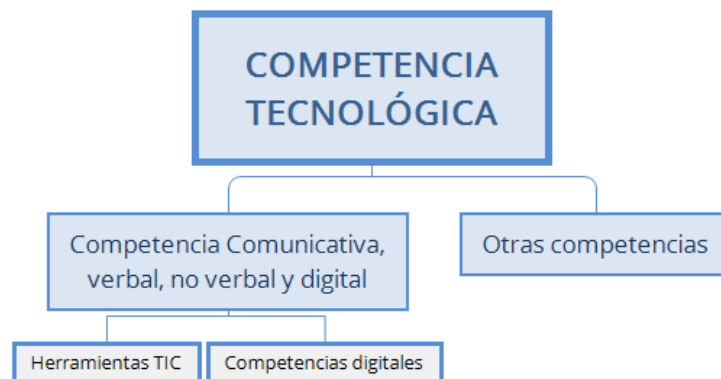 COMPETENCIA
TECNOLÓGICA
Competencia Comunicativa,
verbal, no verbal y digital
Otras competencias
Herramientas TIC
Competencias digitales